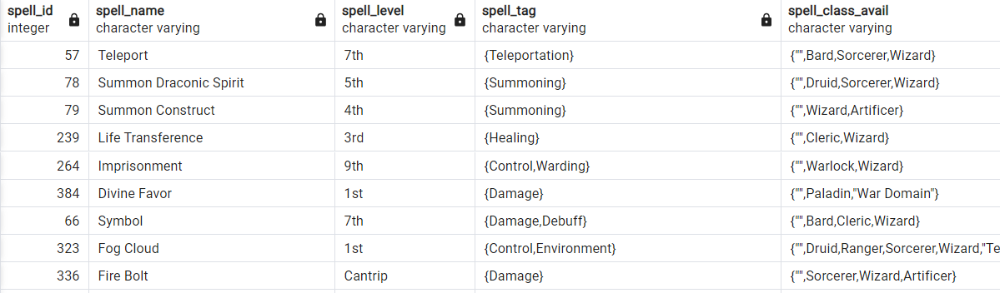 spell_id spell_name spell_level spell_tag spell_class_avail
integer character varying character varying character varying character varying
57 Teleport 7th {Teleportation} {"",Bard,Sorcerer,Wizard}
78 Summon Draconic Spirit 5th {Summoning} {"",Druid,Sorcerer,Wizard}
79 Summon Construct 4th {Summoning} {"",Wizard,Artificer}
239 Life Transference 3rd {Healing} {"",Cleric,Wizard}
264 Imprisonment 9th {Control,Warding} {"",Warlock,Wizard}
384 Divine Favor 1st {Damage} {"",Paladin,"War Domain"}
66 Symbol 7th {Damage,Debuff} {"",Bard,Cleric,Wizard}
323 Fog Cloud 1st {Control,Environment} {"",Druid,Ranger,Sorcerer,Wizard,"Te
336 Fire Bolt Cantrip {Damage} {"",Sorcerer,Wizard,Artificer}